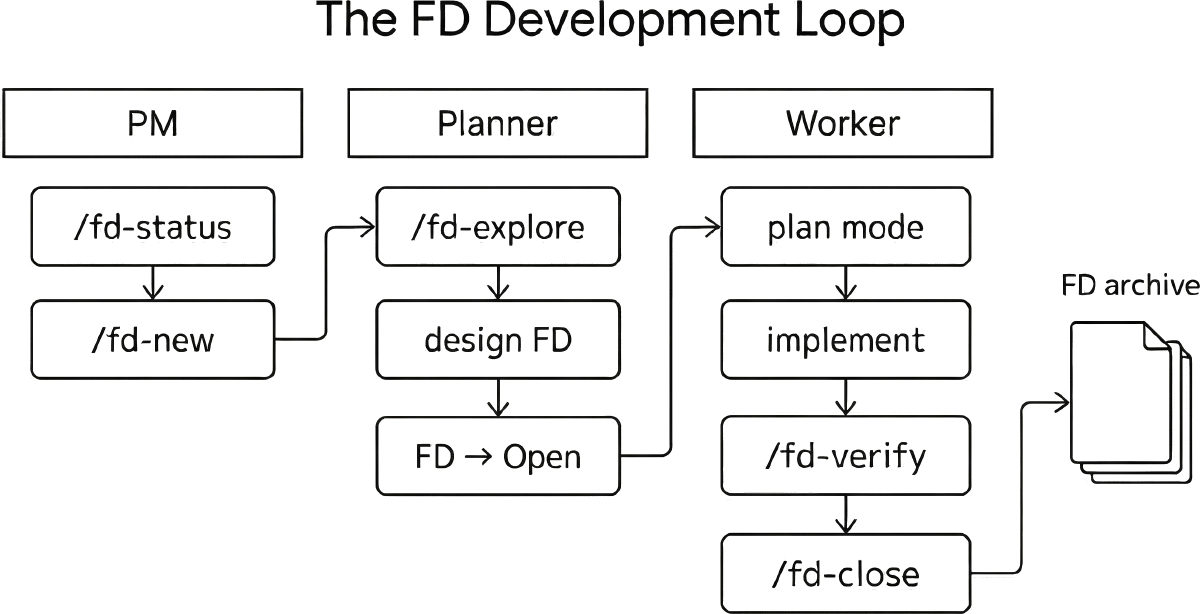 The FD Development Loop
PM
/fd-status
/fd-new
Planner
/fd-explore
design FD
FD → Open
Worker
plan mode
implement
/fd-verify
/fd-close
FD archive